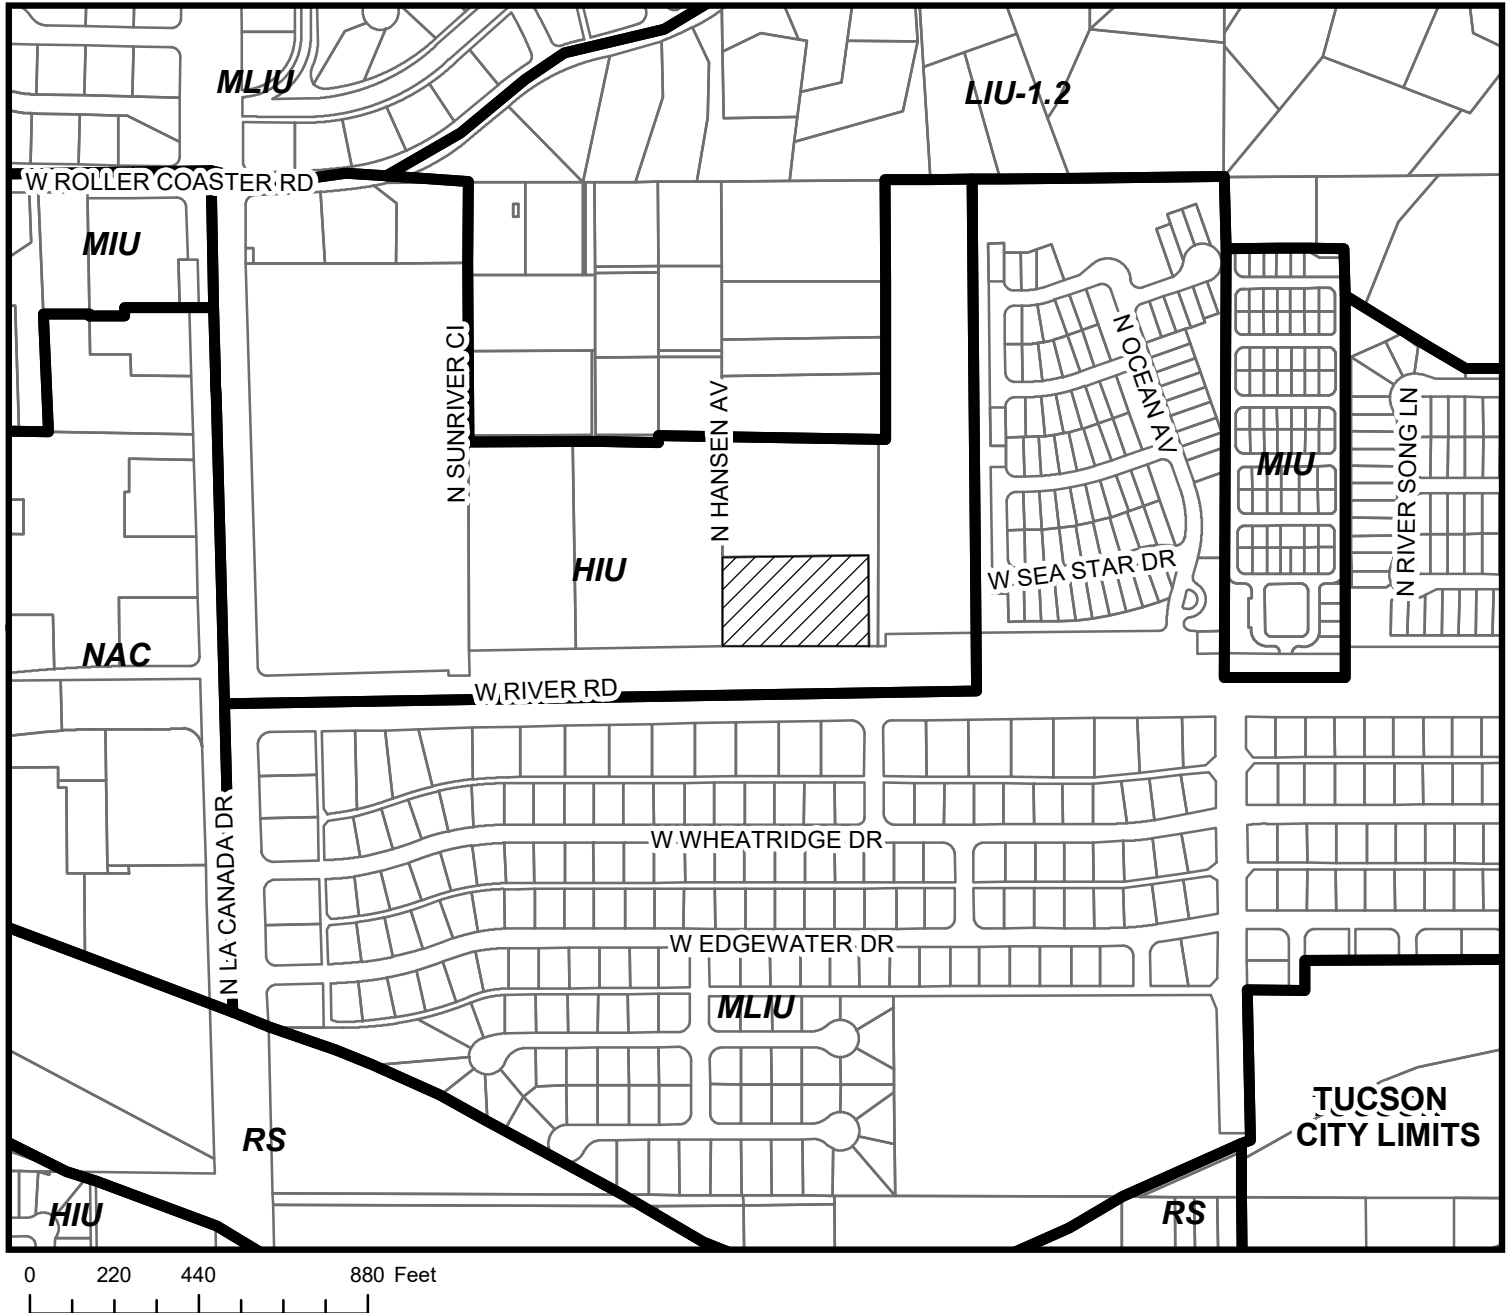 MLIU
LIU-1.2
W ROLLER COASTER RD
MIU
N SUNRIVER CI
N HANSEN AV
N OCEAN AV
MIU
N RIVER SONG LN
HIU
W SEA STAR DR
NAC
W RIVER RD
N LA CANADA DR
W WHEATRIDGE DR
W EDGEWATER DR
MLIU
TUCSON
CITY LIMITS
RS
HIU
RS
0 220 440 880 Feet